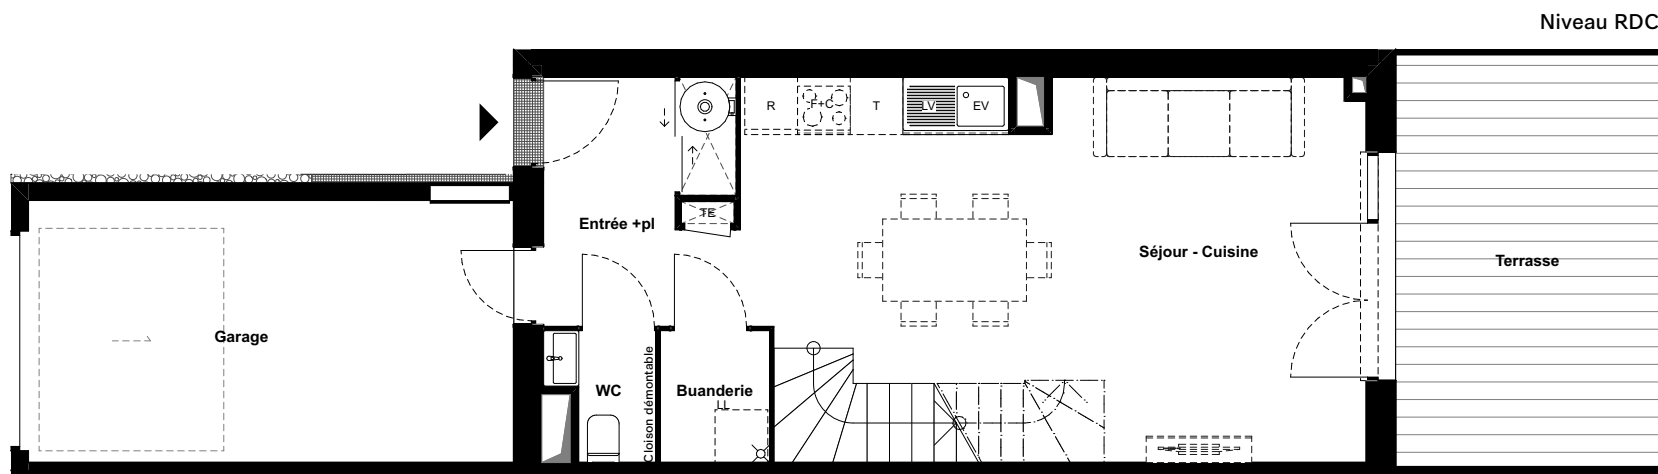 Niveau RDC
R
F+C
T
LV
EV
TE
Entrée +pl
Séjour - Cuisine
Terrasse
Garage
WC
Cloison démontable
Buanderie
LL